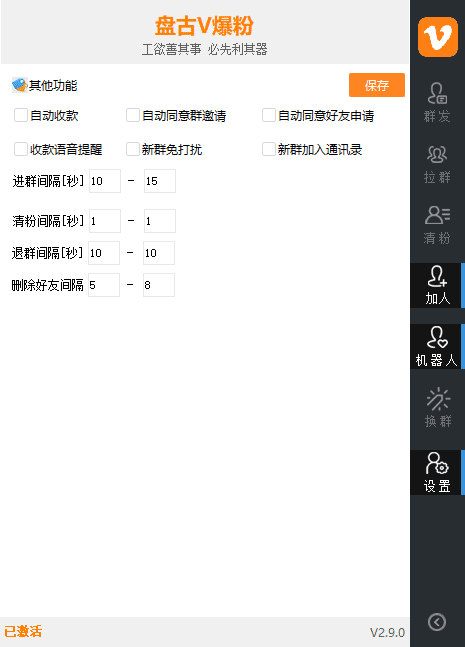 盘古V爆粉
工欲善其事 必先利其器
其他功能
保存
自动收款
自动同意群邀请
自动同意好友申请
收款语音提醒
新群免打扰
新群加入通讯录
进群间隔[秒] 10 - 15
清粉间隔[秒] 1 - 1
退群间隔[秒] 10 - 10
删除好友间隔 5 - 8
群发
拉群
清粉
加人
机器人
换群
设置
已激活
V2.9.0